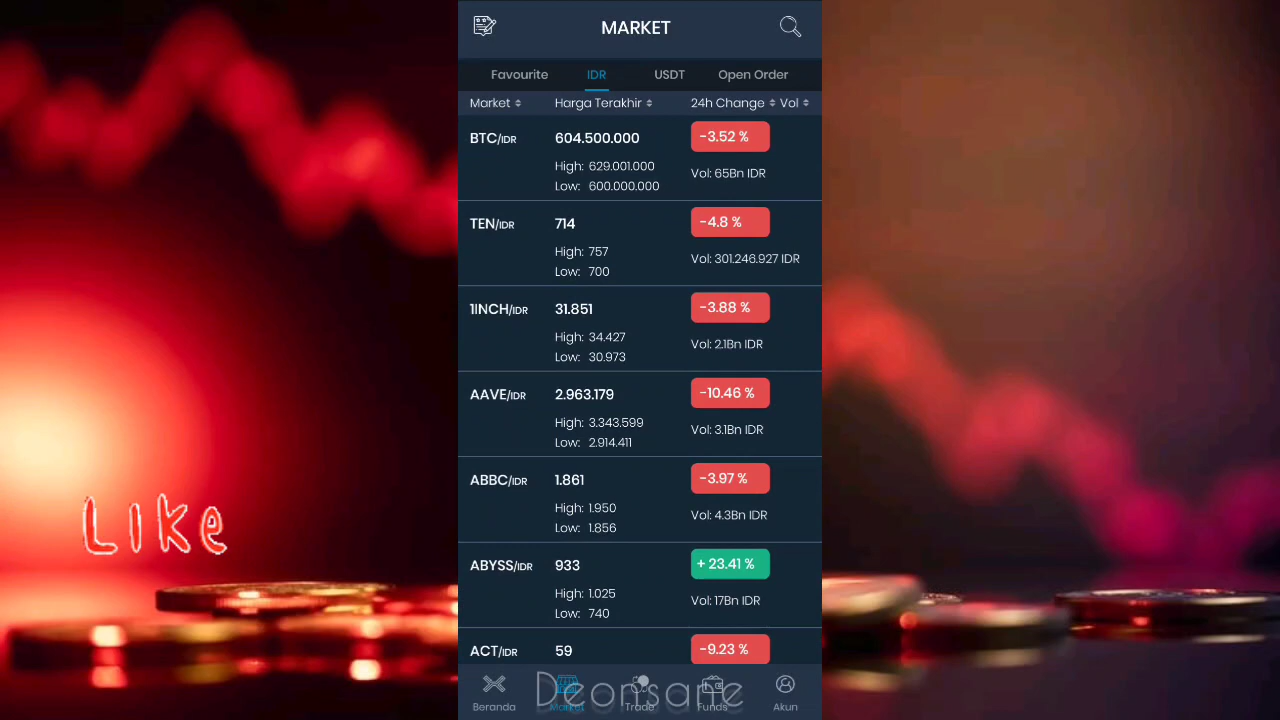 MARKET
Favourite IDR USDT Open Order
Market Harga Terakhir 24h Change Vol
BTC/IDR 604.500.000 -3.52 %
High: 629.001.000
Low: 600.000.000
Vol: 65Bn IDR
TEN/IDR 714 -4.8 %
High: 757
Low: 700
Vol: 301.246.927 IDR
1INCH/IDR 31.851 -3.88 %
High: 34.427
Low: 30.973
Vol: 2.1Bn IDR
AAVE/IDR 2.963.179 -10.46 %
High: 3.343.599
Low: 2.914.411
Vol: 3.1Bn IDR
ABBC/IDR 1.861 -3.97 %
High: 1.950
Low: 1.856
Vol: 4.3Bn IDR
ABYSS/IDR 933 + 23.41 %
High: 1.025
Low: 740
Vol: 17Bn IDR
ACT/IDR 59 -9.23 %
Beranda Market Trade Funds Akun
Deonsane
Like